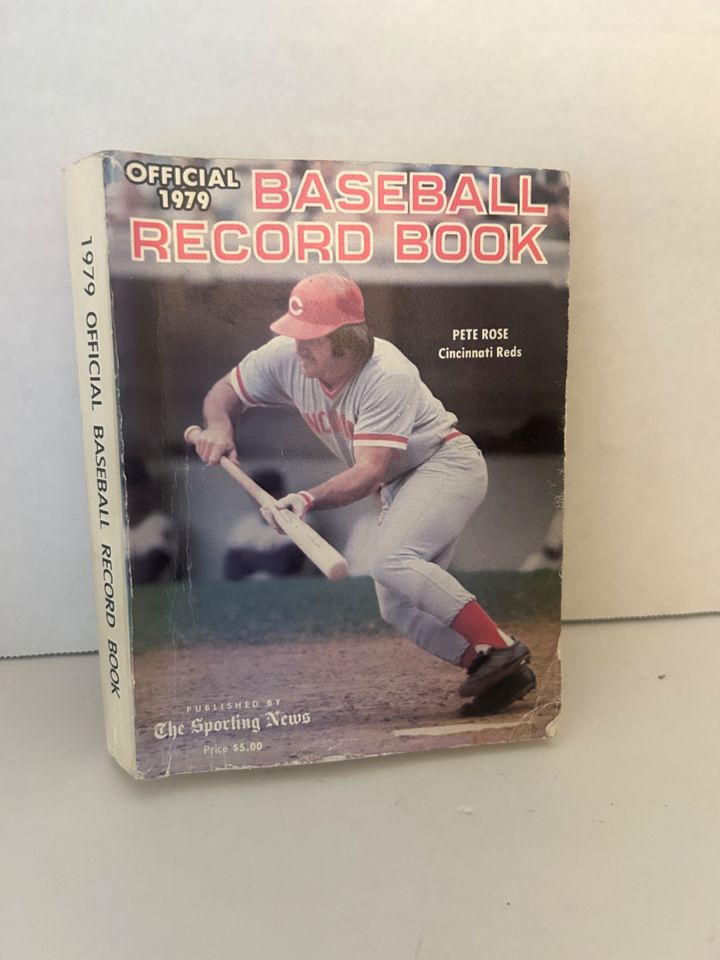 OFFICIAL
1979
BASEBALL
RECORD BOOK
PETE ROSE
Cincinnati Reds
C
PUBLISHED BY
The Sporting News
Price $5.00
1979 OFFICIAL BASEBALL RECORD BOOK